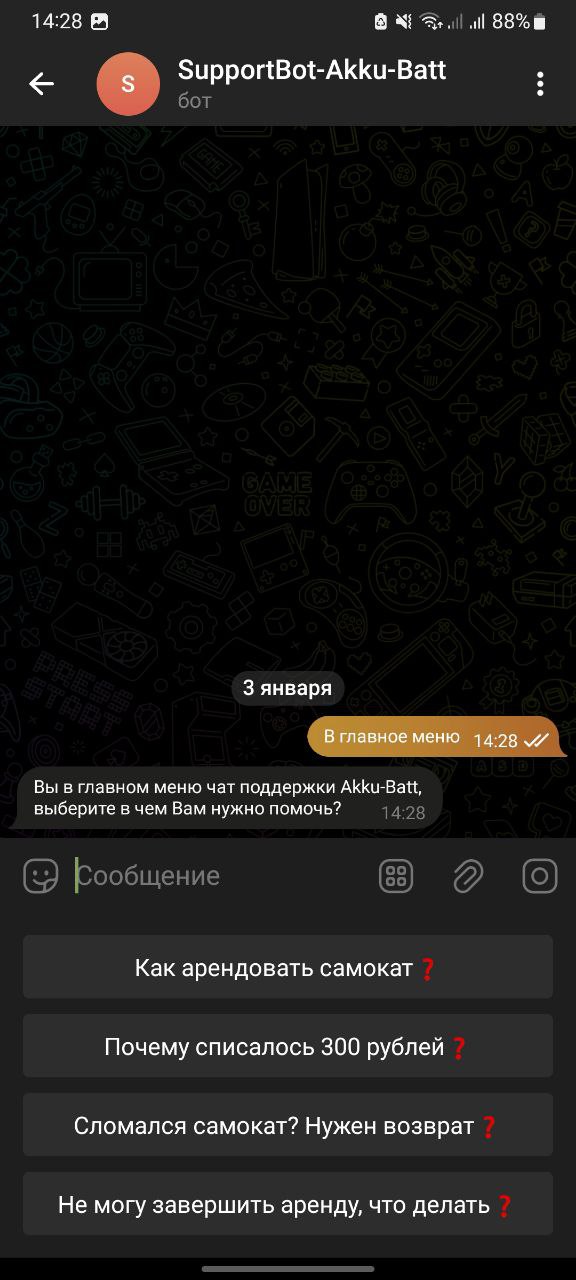 14:28
88%
S
SupportBot-Akku-Batt
бот
GAME
OVER
PRESS
START
3 января
В главное меню 14:28
Вы в главном меню чат поддержки Akku-Batt,
выберите в чем Вам нужно помочь? 14:28
Сообщение
Как арендовать самокат❓
Почему списалось 300 рублей❓
Сломался самокат? Нужен возврат❓
Не могу завершить аренду, что делать❓